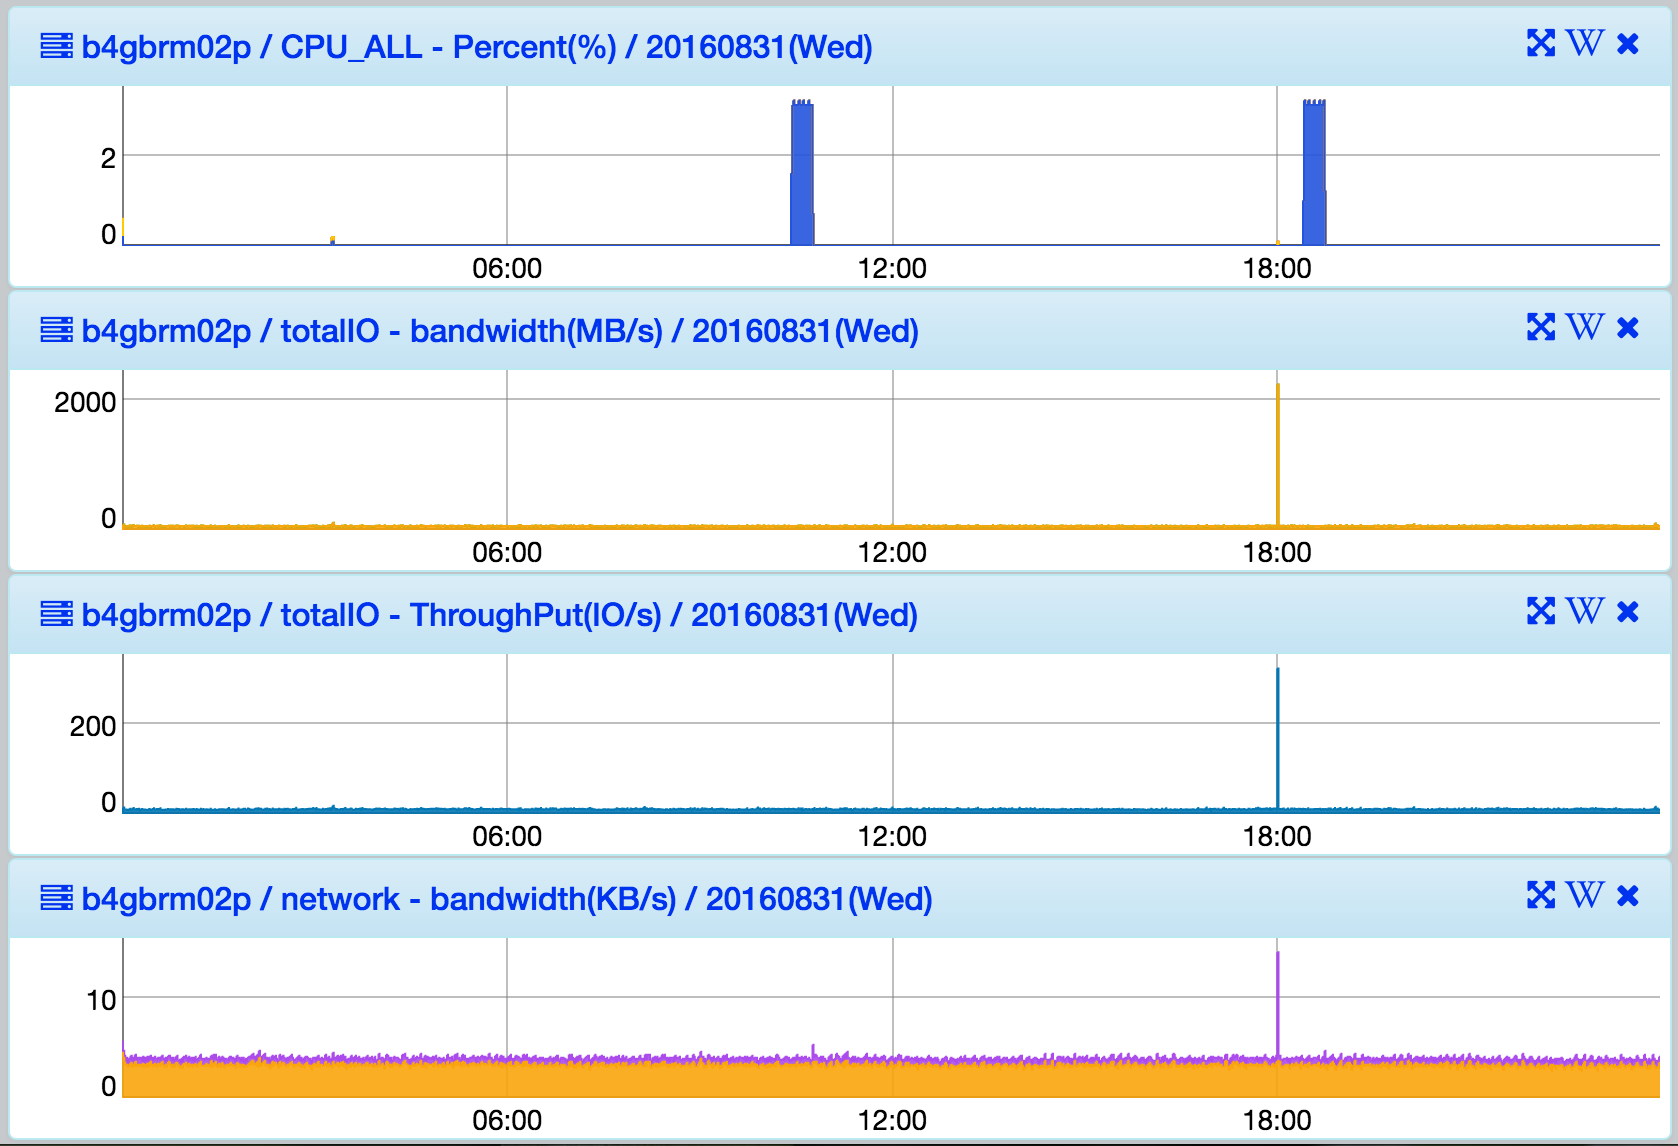 b4gbrm02p / CPU_ALL - Percent(%) / 20160831(Wed) W
2
0
06:00 12:00 18:00
b4gbrm02p / totalIO - bandwidth(MB/s) / 20160831(Wed) W
2000
0
06:00 12:00 18:00
b4gbrm02p / totalIO - ThroughPut(IO/s) / 20160831(Wed) W
200
0
06:00 12:00 18:00
b4gbrm02p / network - bandwidth(KB/s) / 20160831(Wed) W
10
0
06:00 12:00 18:00